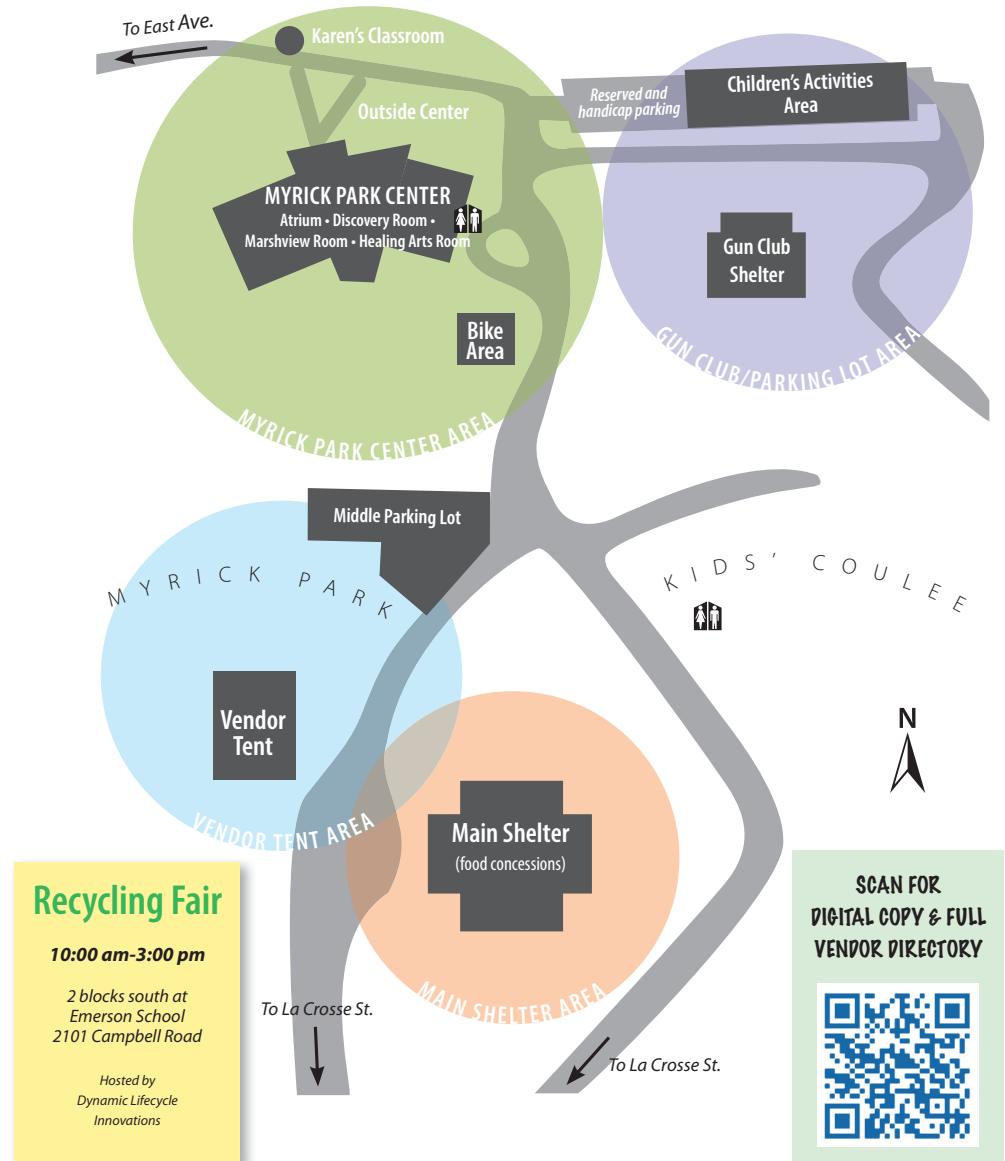 To East Ave.
Karen's Classroom
Outside Center
Reserved and
handicap parking
Children's Activities
Area
MYRICK PARK CENTER
Atrium • Discovery Room •
Marshview Room • Healing Arts Room
Gun Club
Shelter
Bike
Area
GUN CLUB/PARKING LOT AREA
MYRICK PARK CENTER AREA
Middle Parking Lot
MYRICK PARK
KIDS' COULEE
Vendor
Tent
VENDOR TENT AREA
N
Main Shelter
(food concessions)
MAIN SHELTER AREA
Recycling Fair
10:00 am-3:00 pm
2 blocks south at
Emerson School
2101 Campbell Road
Hosted by
Dynamic Lifecycle
Innovations
To La Crosse St.
To La Crosse St.
SCAN FOR
DIGITAL COPY & FULL
VENDOR DIRECTORY